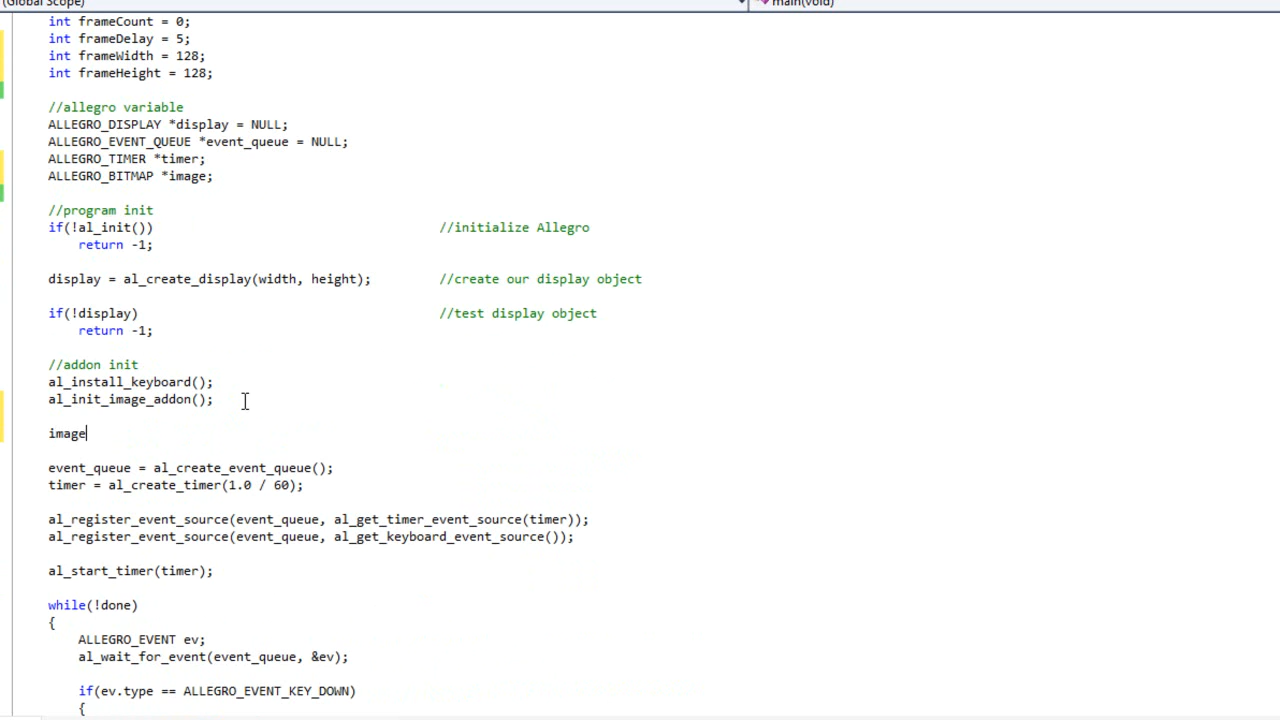 (Global Scope)
main(void)
int frameCount = 0;
int frameDelay = 5;
int frameWidth = 128;
int frameHeight = 128;
//allegro variable
ALLEGRO_DISPLAY *display = NULL;
ALLEGRO_EVENT_QUEUE *event_queue = NULL;
ALLEGRO_TIMER *timer;
ALLEGRO_BITMAP *image;
//program init
if(!al_init()) //initialize Allegro
return -1;
display = al_create_display(width, height); //create our display object
if(!display) //test display object
return -1;
//addon init
al_install_keyboard();
al_init_image_addon();
image
event_queue = al_create_event_queue();
timer = al_create_timer(1.0 / 60);
al_register_event_source(event_queue, al_get_timer_event_source(timer));
al_register_event_source(event_queue, al_get_keyboard_event_source());
al_start_timer(timer);
while(!done)
{
ALLEGRO_EVENT ev;
al_wait_for_event(event_queue, &ev);
if(ev.type == ALLEGRO_EVENT_KEY_DOWN)
{